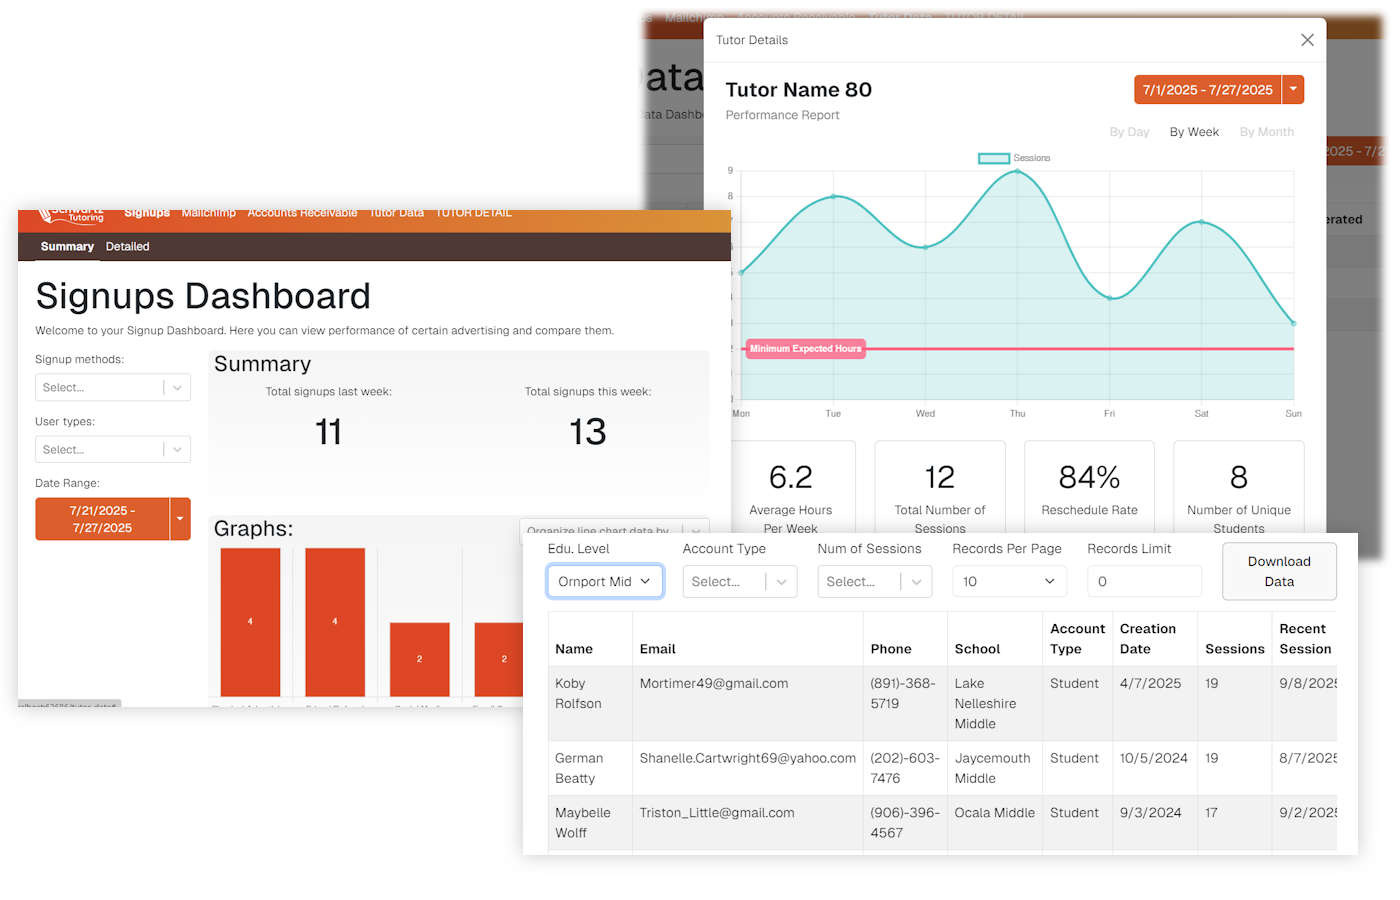 Mailchimp Accounts Receivable Tutor Data TUTOR DETAIL
Tutor Details
Tutor Name 80
7/1/2025 - 7/27/2025
Performance Report
By Day By Week By Month
Sessions
9
8
Minimum Expected Hours
Mon Tue Wed Thu Fri Sat Sun
6.2
Average Hours
Per Week
12
Total Number of
Sessions
84%
Reschedule Rate
8
Number of Unique
Students
Schwartz
Tutoring
Signups Mailchimp Accounts Receivable Tutor Data TUTOR DETAIL
Summary Detailed
Signups Dashboard
Welcome to your Signup Dashboard. Here you can view performance of certain advertising and compare them.
Signup methods:
Select...
User types:
Select...
Date Range:
7/21/2025 -
7/27/2025
Summary
Total signups last week:
11
Total signups this week:
13
Graphs:
Organize line chart data by
4
4
2
2
Edu. Level Account Type Num of Sessions Records Per Page Records Limit
Ornport Mid Select... Select... 10 0
Download
Data
Name Email Phone School Account Type Creation Date Sessions Recent Session
Koby Rolfson Mortimer49@gmail.com (891)-368-5719 Lake Nelleshire Middle Student 4/7/2025 19 9/8/2025
German Beatty Shanelle.Cartwright69@yahoo.com (202)-603-7476 Jaycemouth Middle Student 10/5/2024 19 8/7/2025
Maybelle Wolff Triston_Little@gmail.com (906)-396-4567 Ocala Middle Student 9/3/2024 17 9/2/2025